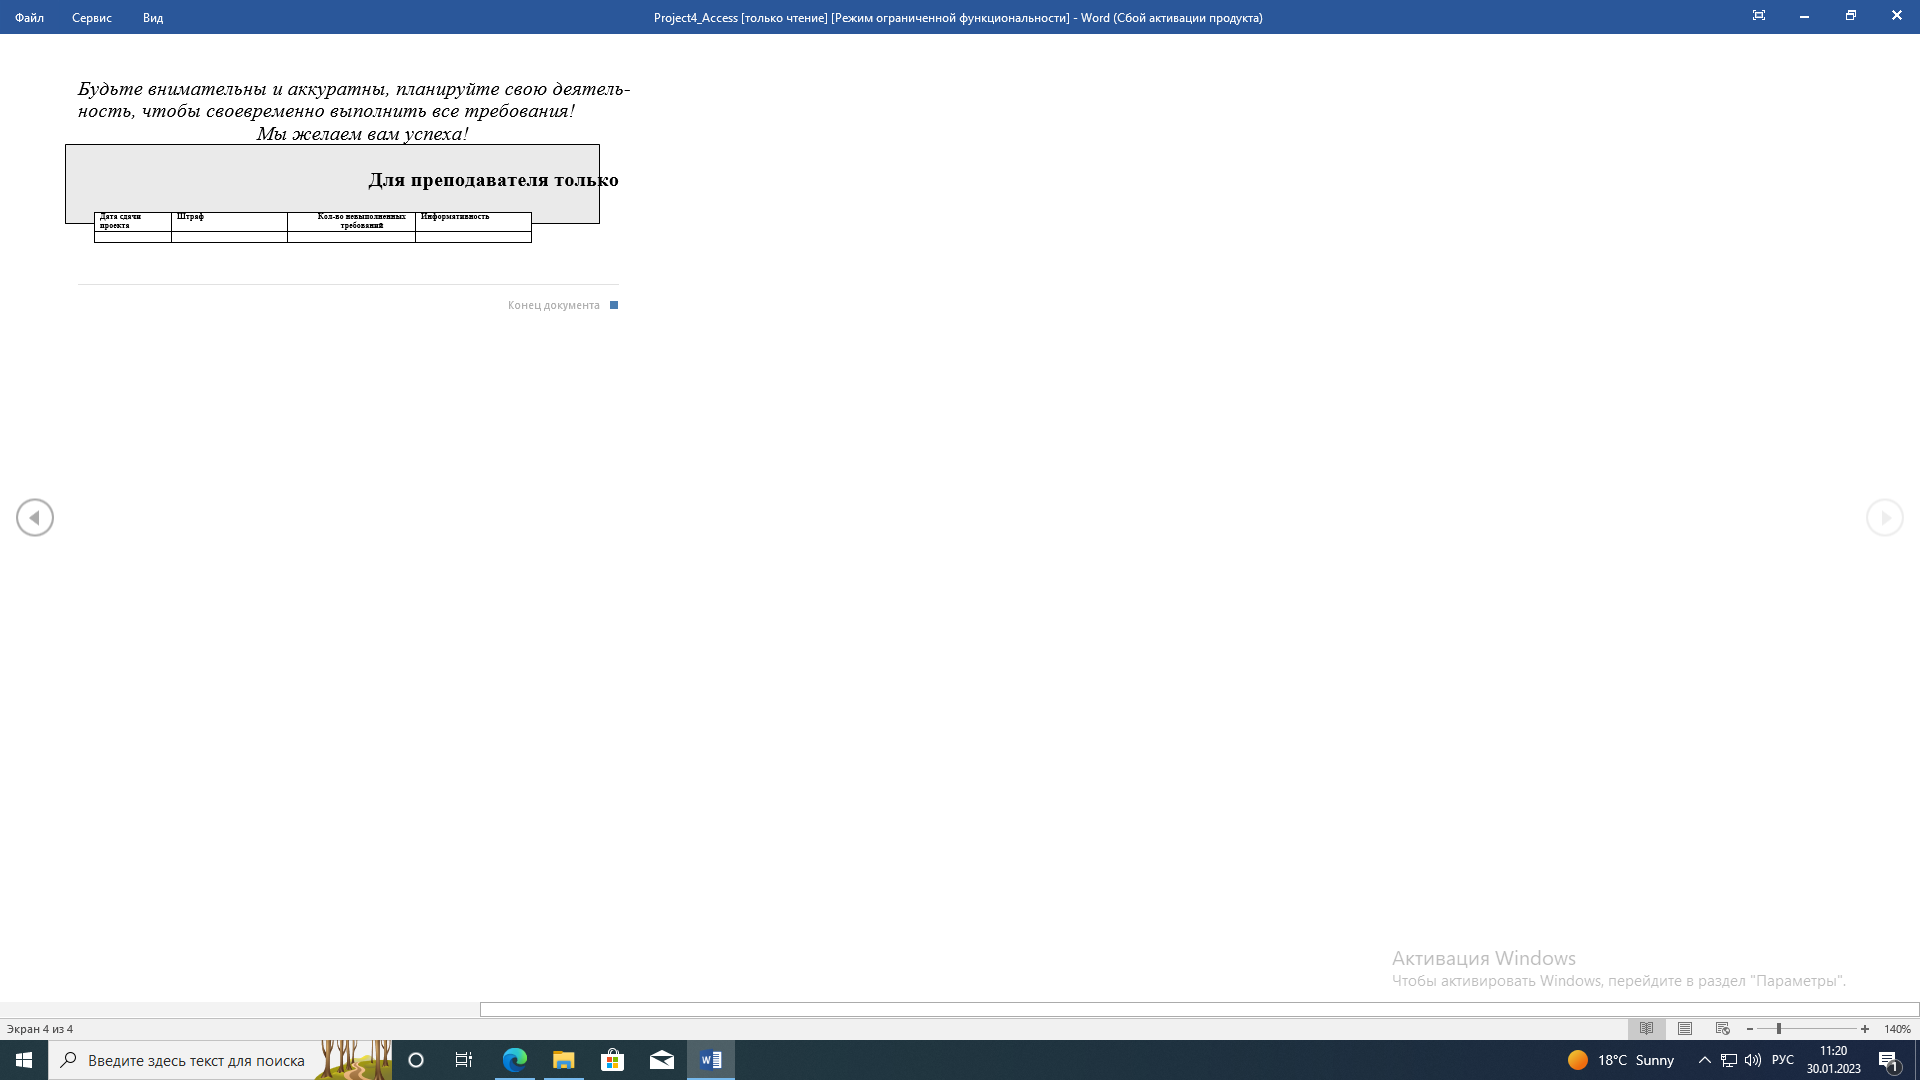 Файл Сервис Вид Project4_Access [только чтение] [Режим ограниченной функциональности] - Word (Сбой активации продукта)
Будьте внимательны и аккуратны, планируйте свою деятель-
ность, чтобы своевременно выполнить все требования!
Мы желаем вам успеха!
Для преподавателя только
Дата сдачи проекта Штраф Кол-во невыполненных требований Информативность
Конец документа
Активация Windows
Чтобы активировать Windows, перейдите в раздел "Параметры".
Экран 4 из 4 140%
Введите здесь текст для поиска 18°C Sunny РУС 11:20
30.01.2023 1